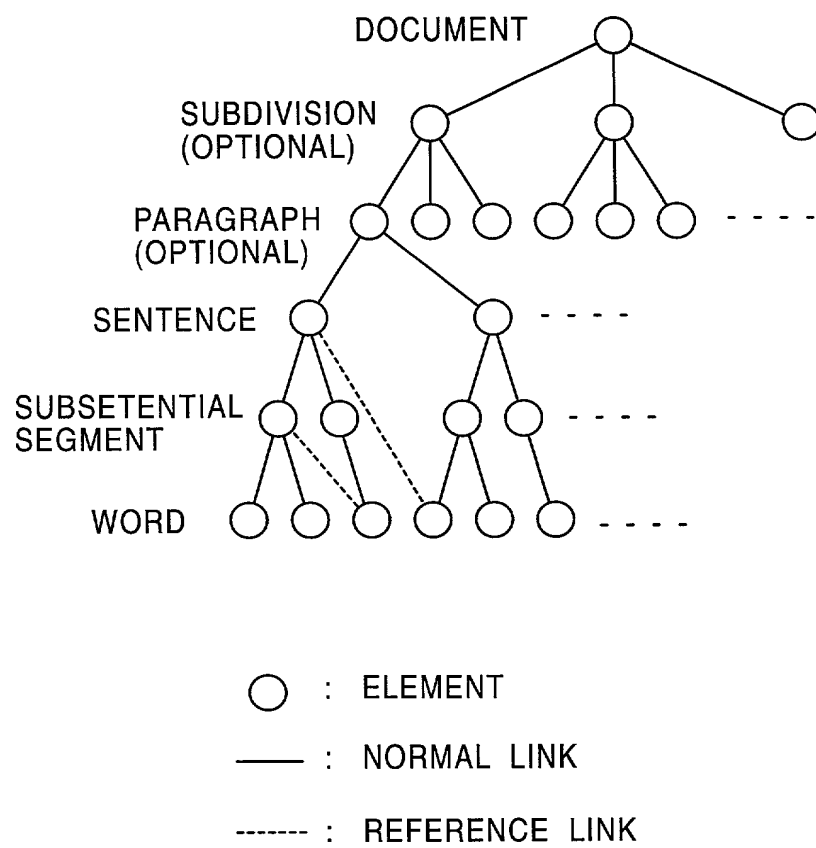 DOCUMENT
SUBDIVISION
(OPTIONAL)
PARAGRAPH
(OPTIONAL)
SENTENCE
SUBSETENTIAL
SEGMENT
WORD
: ELEMENT
: NORMAL LINK
: REFERENCE LINK